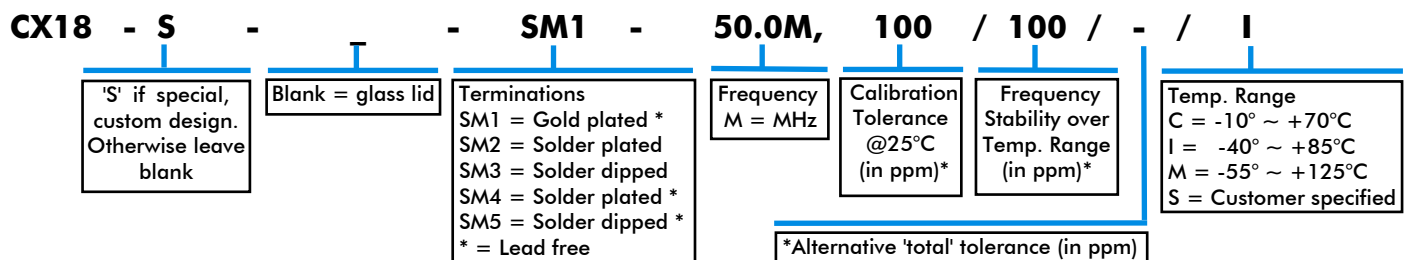 CX18 - S - _ - SM1 - 50.0M, 100 / 100 / - / I
'S' if special,
custom design.
Otherwise leave
blank
Blank = glass lid
Terminations
SM1 = Gold plated *
SM2 = Solder plated
SM3 = Solder dipped
SM4 = Solder plated *
SM5 = Solder dipped *
* = Lead free
Frequency
M = MHz
Calibration
Tolerance
@25°C
(in ppm)*
Frequency
Stability over
Temp. Range
(in ppm)*
*Alternative 'total' tolerance (in ppm)
Temp. Range
C = -10° ~ +70°C
I = -40° ~ +85°C
M = -55° ~ +125°C
S = Customer specified